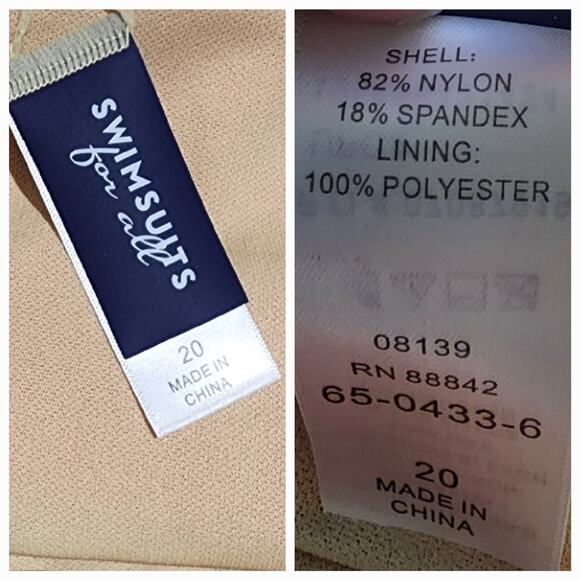 SWIMSUITS
for all
20
MADE IN
CHINA
SHELL:
82% NYLON
18% SPANDEX
LINING:
100% POLYESTER
08139
RN 88842
65-0433-6
20
MADE IN
CHINA